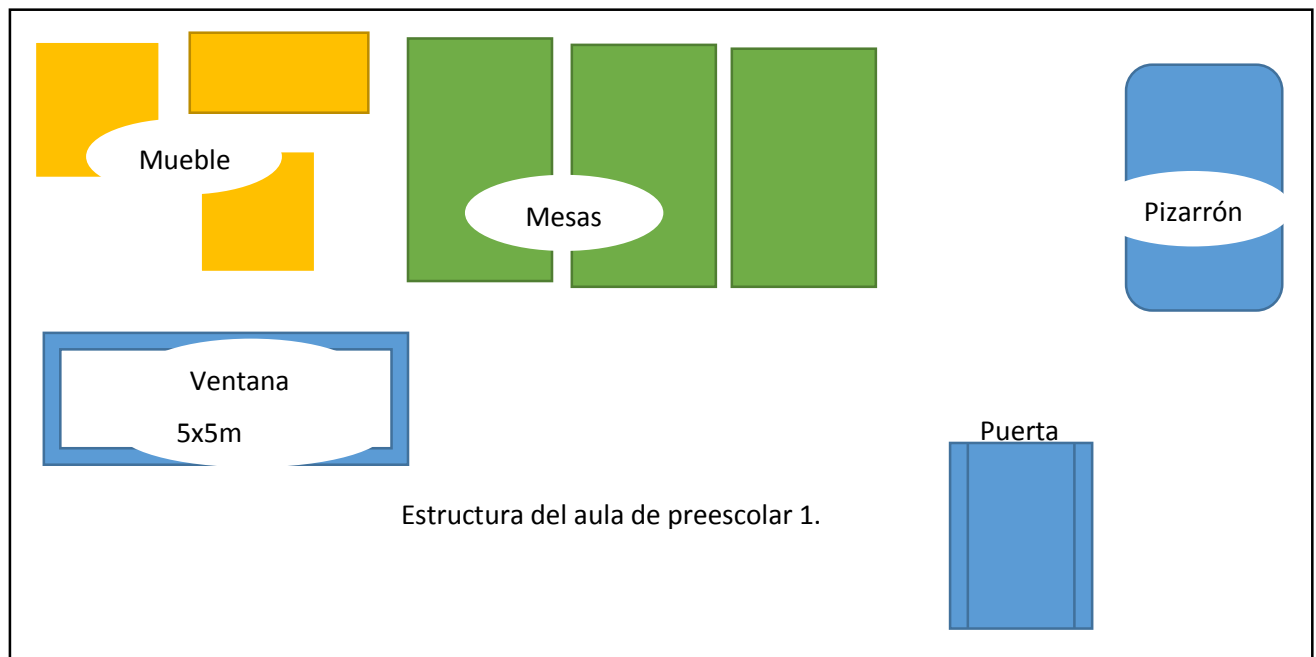 Mueble
Mesas
Pizarrón
Ventana
5x5m
Puerta
Estructura del aula de preescolar 1.